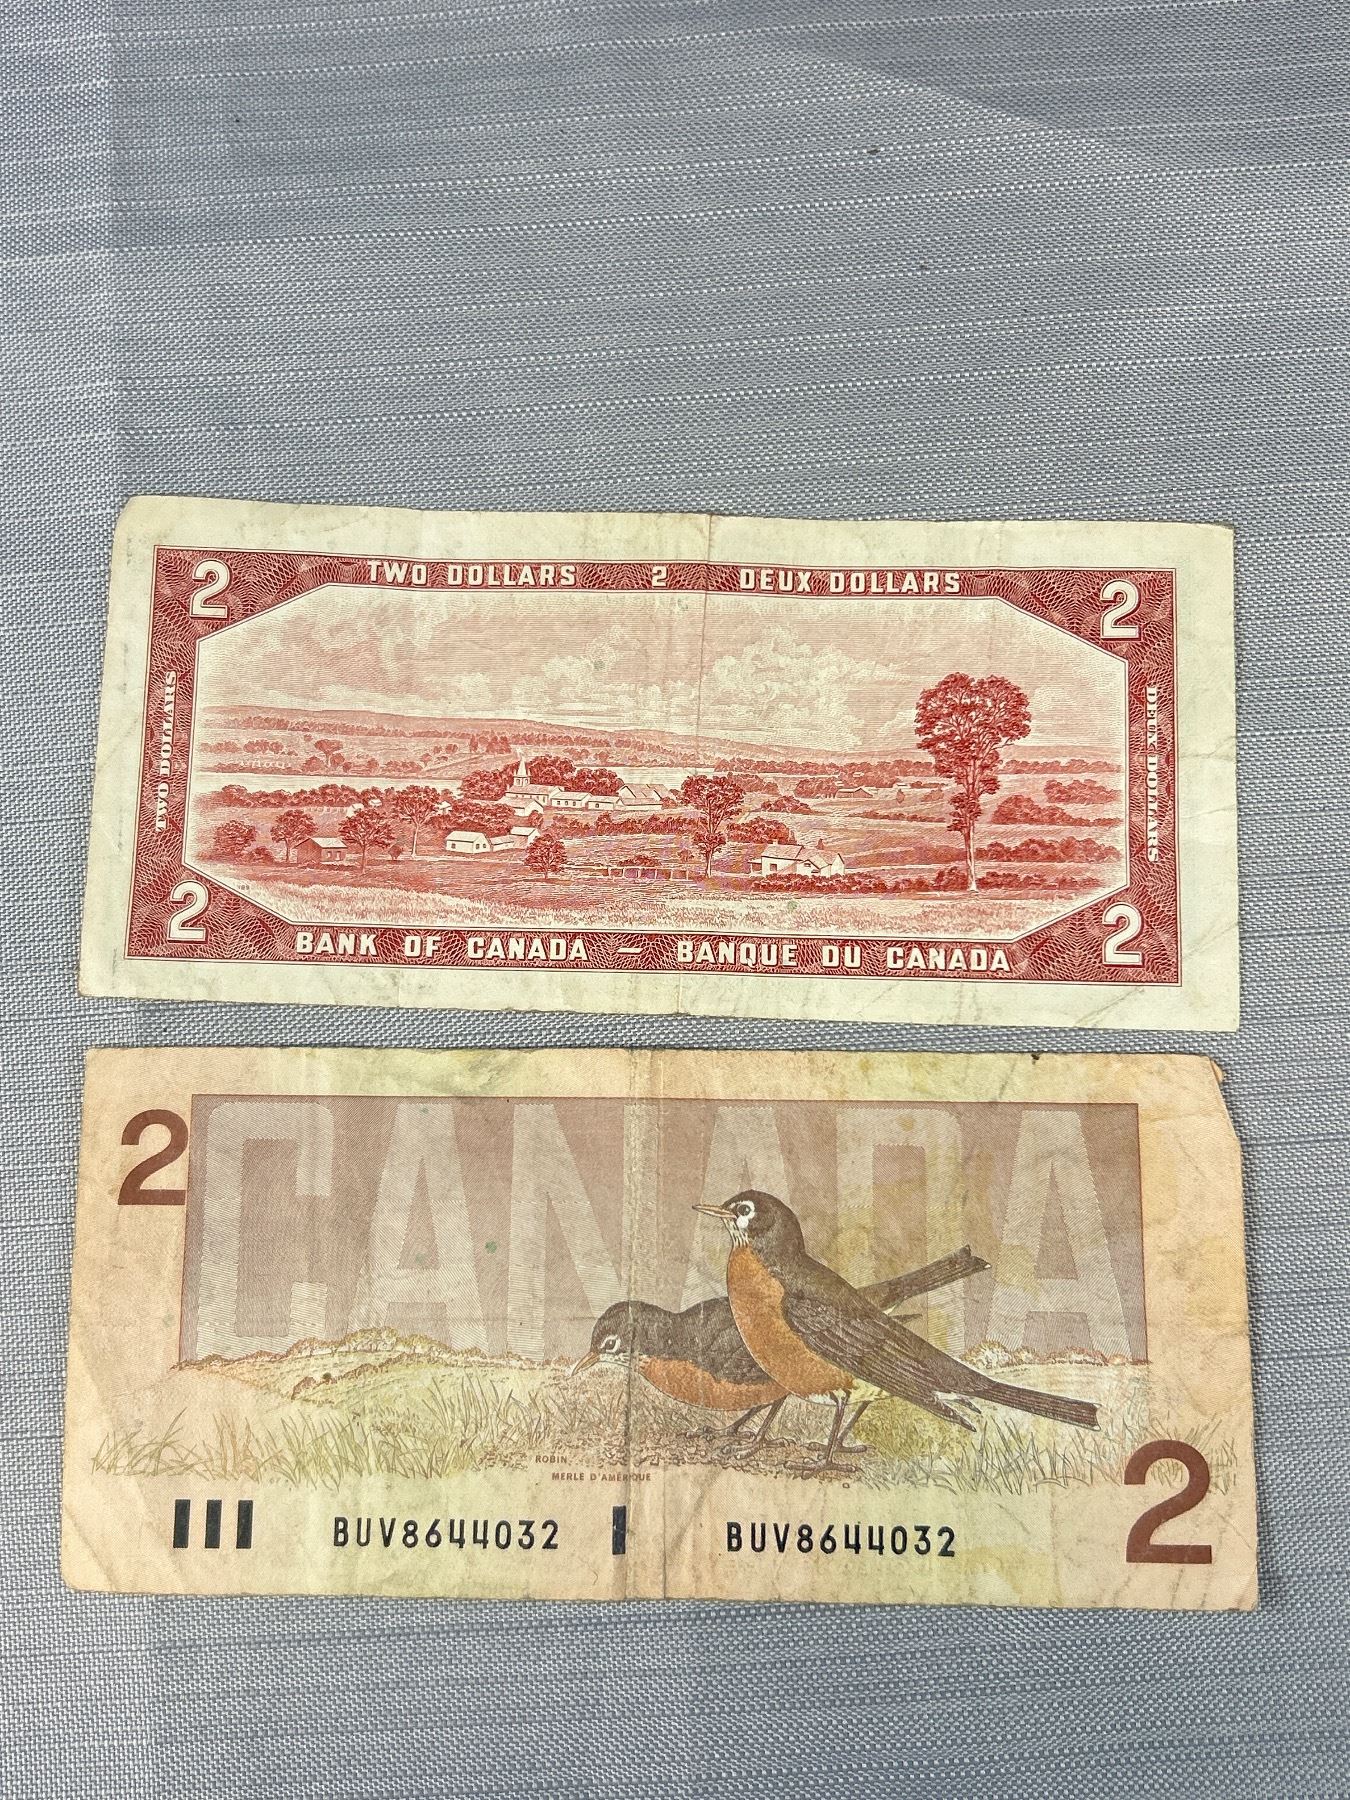 TWO DOLLARS 2 DEUX DOLLARS
2 2
TWO DOLLARS
DEUX DOLLARS
2 2
BANK OF CANADA — BANQUE DU CANADA
2
CANADA
ROBIN
MERLE D'AMÉRIQUE
BUV8644032 BUV8644032
2